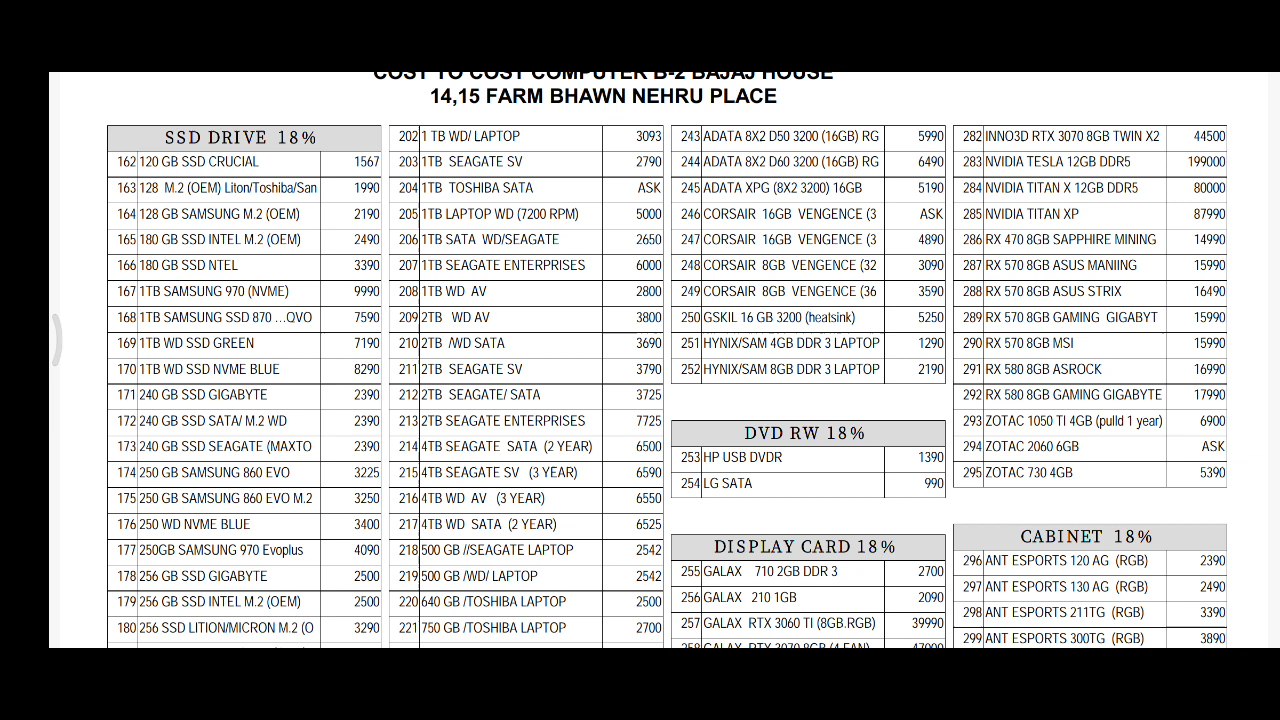 COST TO COST COMPUTER B-2 BAJAJ HOUSE
14,15 FARM BHAWN NEHRU PLACE
SSD DRIVE 18%
162 120 GB SSD CRUCIAL 1567
163 128 M.2 (OEM) Liton/Toshiba/San 1990
164 128 GB SAMSUNG M.2 (OEM) 2190
165 180 GB SSD INTEL M.2 (OEM) 2490
166 180 GB SSD NTEL 3390
167 1TB SAMSUNG 970 (NVME) 9990
168 1TB SAMSUNG SSD 870 ...QVO 7590
169 1TB WD SSD GREEN 7190
170 1TB WD SSD NVME BLUE 8290
171 240 GB SSD GIGABYTE 2390
172 240 GB SSD SATA/ M.2 WD 2390
173 240 GB SSD SEAGATE (MAXTO 2390
174 250 GB SAMSUNG 860 EVO 3225
175 250 GB SAMSUNG 860 EVO M.2 3250
176 250 WD NVME BLUE 3400
177 250GB SAMSUNG 970 Evoplus 4090
178 256 GB SSD GIGABYTE 2500
179 256 GB SSD INTEL M.2 (OEM) 2500
180 256 SSD LITION/MICRON M.2 (O 3290
202 1 TB WD/ LAPTOP 3093
203 1TB SEAGATE SV 2790
204 1TB TOSHIBA SATA ASK
205 1TB LAPTOP WD (7200 RPM) 5000
206 1TB SATA WD/SEAGATE 2650
207 1TB SEAGATE ENTERPRISES 6000
208 1TB WD AV 2800
209 2TB WD AV 3800
210 2TB /WD SATA 3690
211 2TB SEAGATE SV 3790
212 2TB SEAGATE/ SATA 3725
213 2TB SEAGATE ENTERPRISES 7725
214 4TB SEAGATE SATA (2 YEAR) 6500
215 4TB SEAGATE SV (3 YEAR) 6590
216 4TB WD AV (3 YEAR) 6550
217 4TB WD SATA (2 YEAR) 6525
218 500 GB //SEAGATE LAPTOP 2542
219 500 GB /WD/ LAPTOP 2542
220 640 GB /TOSHIBA LAPTOP 2500
221 750 GB /TOSHIBA LAPTOP 2700
243 ADATA 8X2 D50 3200 (16GB) RG 5990
244 ADATA 8X2 D60 3200 (16GB) RG 6490
245 ADATA XPG (8X2 3200) 16GB 5190
246 CORSAIR 16GB VENGENCE (3 ASK
247 CORSAIR 16GB VENGENCE (3 4890
248 CORSAIR 8GB VENGENCE (32 3090
249 CORSAIR 8GB VENGENCE (36 3590
250 GSKIL 16 GB 3200 (heatsink) 5250
251 HYNIX/SAM 4GB DDR 3 LAPTOP 1290
252 HYNIX/SAM 8GB DDR 3 LAPTOP 2190
DVD RW 18%
253 HP USB DVDR 1390
254 LG SATA 990
DISPLAY CARD 18%
255 GALAX 710 2GB DDR 3 2700
256 GALAX 210 1GB 2090
257 GALAX RTX 3060 TI (8GB.RGB) 39990
258 GALAX RTX 3070 8GB (4 FAN) 47000
282 INNO3D RTX 3070 8GB TWIN X2 44500
283 NVIDIA TESLA 12GB DDR5 199000
284 NVIDIA TITAN X 12GB DDR5 80000
285 NVIDIA TITAN XP 87990
286 RX 470 8GB SAPPHIRE MINING 14990
287 RX 570 8GB ASUS MANIING 15990
288 RX 570 8GB ASUS STRIX 16490
289 RX 570 8GB GAMING GIGABYT 15990
290 RX 570 8GB MSI 15990
291 RX 580 8GB ASROCK 16990
292 RX 580 8GB GAMING GIGABYTE 17990
293 ZOTAC 1050 TI 4GB (pulld 1 year) 6900
294 ZOTAC 2060 6GB ASK
295 ZOTAC 730 4GB 5390
CABINET 18%
296 ANT ESPORTS 120 AG (RGB) 2390
297 ANT ESPORTS 130 AG (RGB) 2490
298 ANT ESPORTS 211TG (RGB) 3390
299 ANT ESPORTS 300TG (RGB) 3890